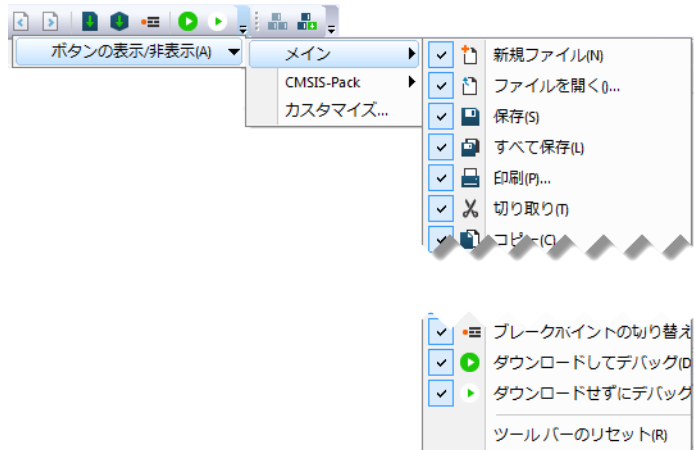 ボタンの表示/非表示(A)
メイン
CMSIS-Pack
カスタマイズ...
新規ファイル(N)
ファイルを開く()...
保存(S)
すべて保存(L)
印刷(P)...
切り取り(T)
コピー(C)
ブレークポイントの切り替え
ダウンロードしてデバッグ(D
ダウンロードせずにデバッグ
ツール バーのリセット(R)